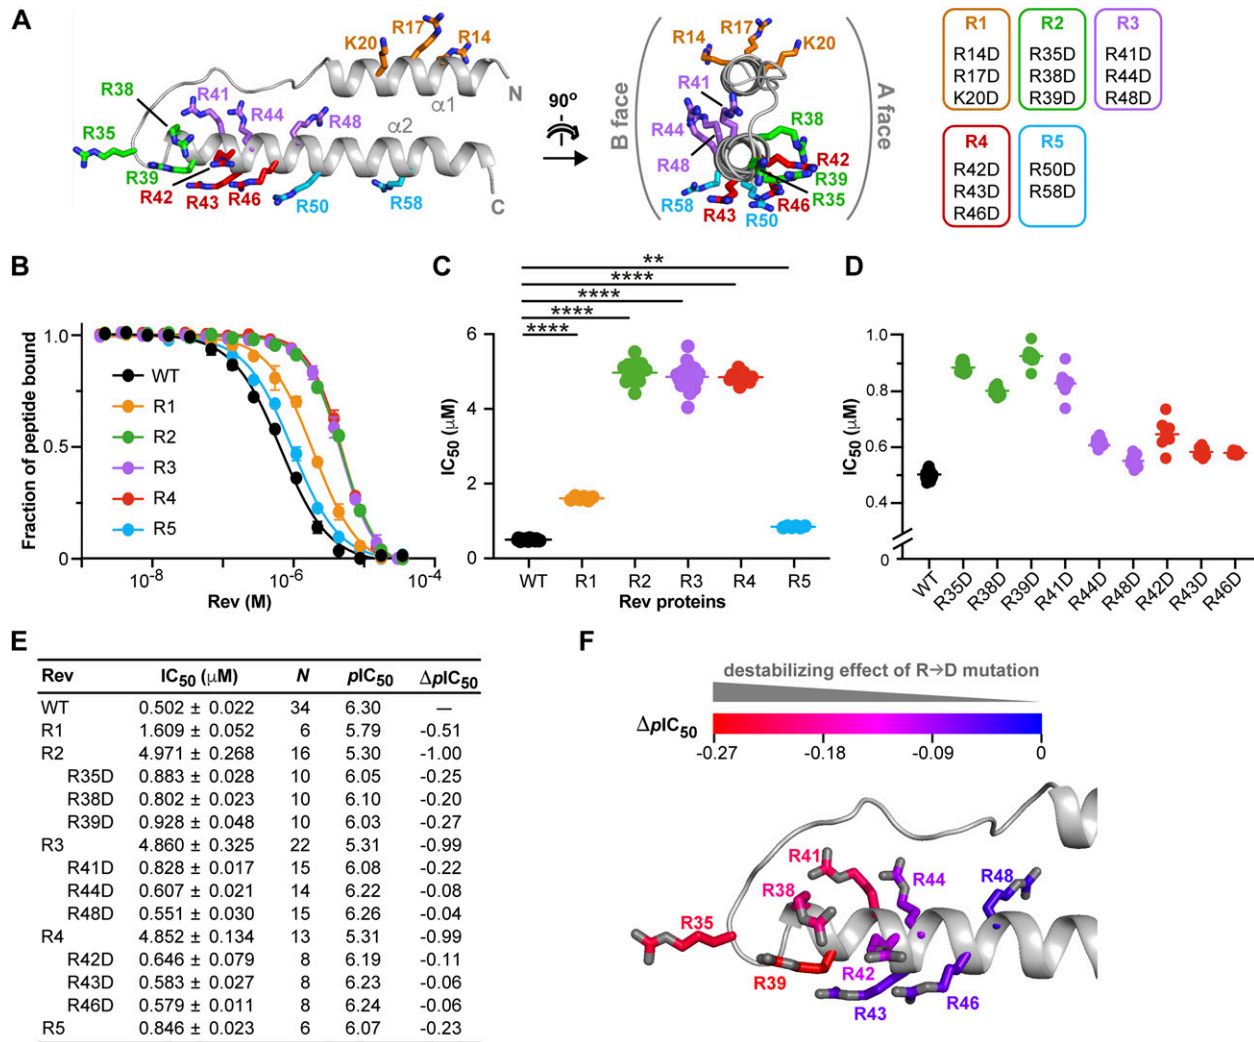 A
R17
K20
R14
α1
N
R38
R41
R44
R48
α2
R35
R39
R42
R43
R46
R50
R58
C
90º
B face
A face
R17
R14
K20
R41
R38
R44
R42
R48
R39
R35
R58
R43
R46
R50
R1
R14D
R17D
K20D
R2
R35D
R38D
R39D
R3
R41D
R44D
R48D
R4
R42D
R43D
R46D
R5
R50D
R58D
B
Fraction of peptide bound
1.0
0.5
0
WT
R1
R2
R3
R4
R5
10⁻⁸
10⁻⁶
10⁻⁴
Rev (M)
C
**
****
****
****
****
IC₅₀ (μM)
6
4
2
0
WT R1 R2 R3 R4 R5
Rev proteins
D
IC₅₀ (μM)
1.0
0.8
0.6
0.4
0
WT R35D R38D R39D R41D R44D R48D R42D R43D R46D
E
Rev IC₅₀ (μM) N pIC₅₀ ΔpIC₅₀
WT 0.502 ± 0.022 34 6.30 —
R1 1.609 ± 0.052 6 5.79 -0.51
R2 4.971 ± 0.268 16 5.30 -1.00
R35D 0.883 ± 0.028 10 6.05 -0.25
R38D 0.802 ± 0.023 10 6.10 -0.20
R39D 0.928 ± 0.048 10 6.03 -0.27
R3 4.860 ± 0.325 22 5.31 -0.99
R41D 0.828 ± 0.017 15 6.08 -0.22
R44D 0.607 ± 0.021 14 6.22 -0.08
R48D 0.551 ± 0.030 15 6.26 -0.04
R4 4.852 ± 0.134 13 5.31 -0.99
R42D 0.646 ± 0.079 8 6.19 -0.11
R43D 0.583 ± 0.027 8 6.23 -0.06
R46D 0.579 ± 0.011 8 6.24 -0.06
R5 0.846 ± 0.023 6 6.07 -0.23
F
destabilizing effect of R→D mutation
ΔpIC₅₀
-0.27 -0.18 -0.09 0
R41
R44
R48
R38
R35
R39
R42
R43
R46